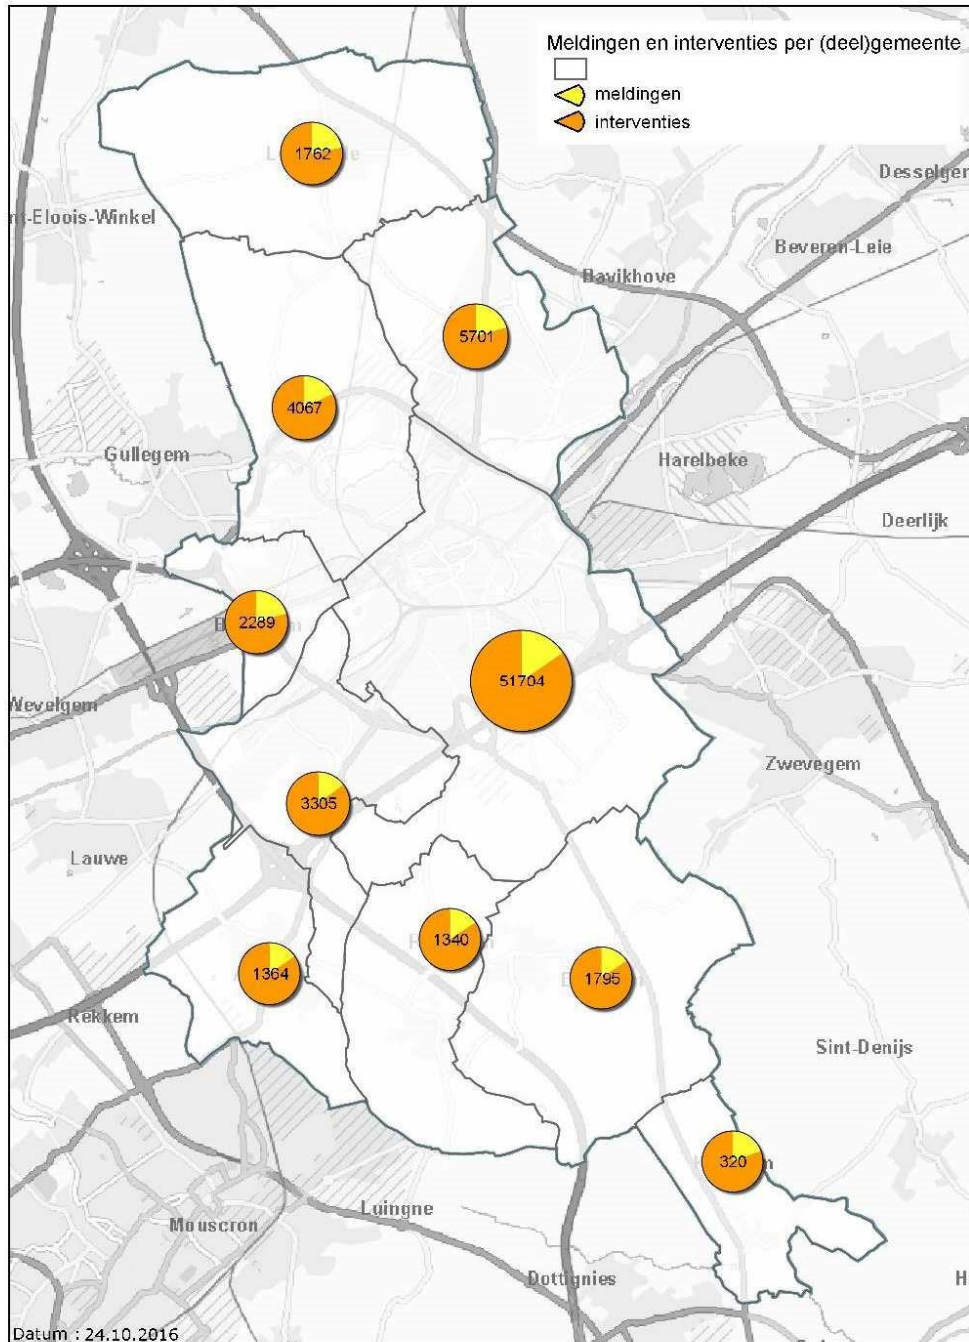 Meldingen en interventies per (deel)gemeente
meldingen
interventies
1762
Desselger
nt-Eloois-Winkel
Beveren-Leie
Bavikhove
5701
4067
Gullegem
Harelbeke
Deerlijk
2289
51704
Wevelgem
Zwevegem
3305
Lauwe
1340
1364
1795
Rekkem
Sint-Denijs
320
Luingne
Mouscron
Dottignies
H
Datum : 24.10.2016